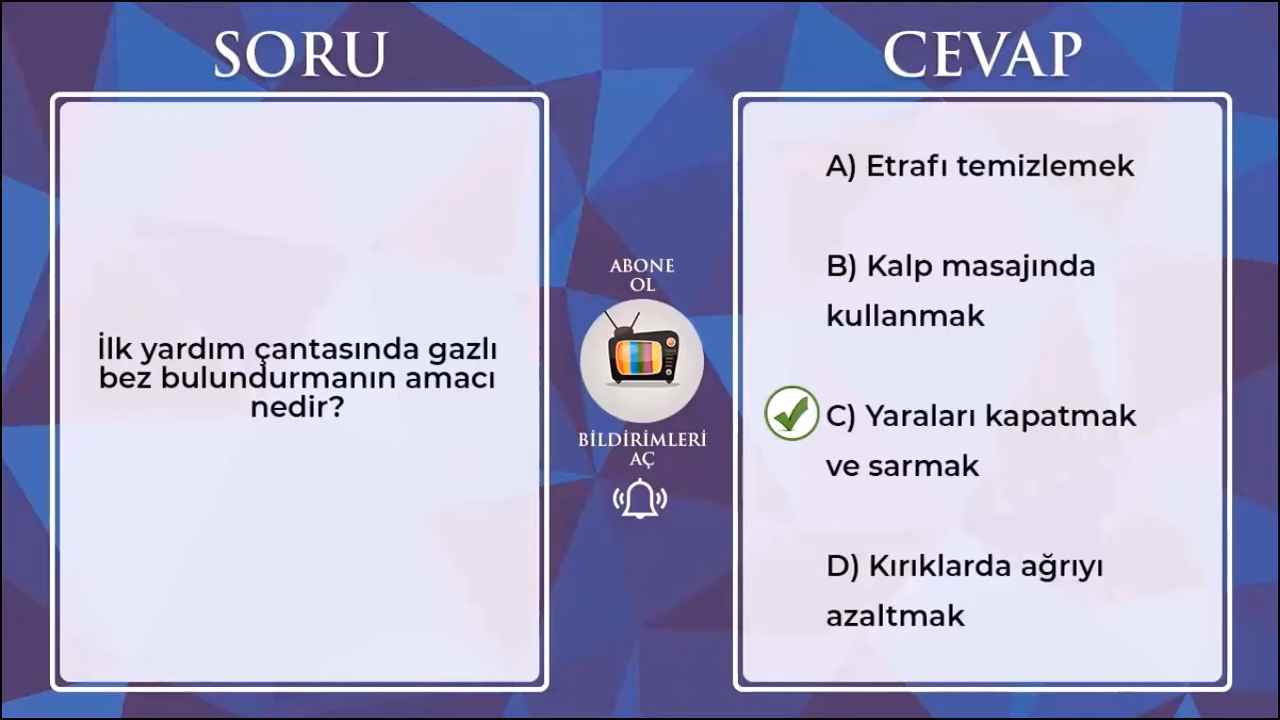 SORU
İlk yardım çantasında gazlı
bez bulundurmanın amacı
nedir?
ABONE
OL
BİLDİRİMLERİ
AÇ
CEVAP
A) Etrafı temizlemek
B) Kalp masajında
kullanmak
C) Yaraları kapatmak
ve sarmak
D) Kırıklarda ağrıyı
azaltmak